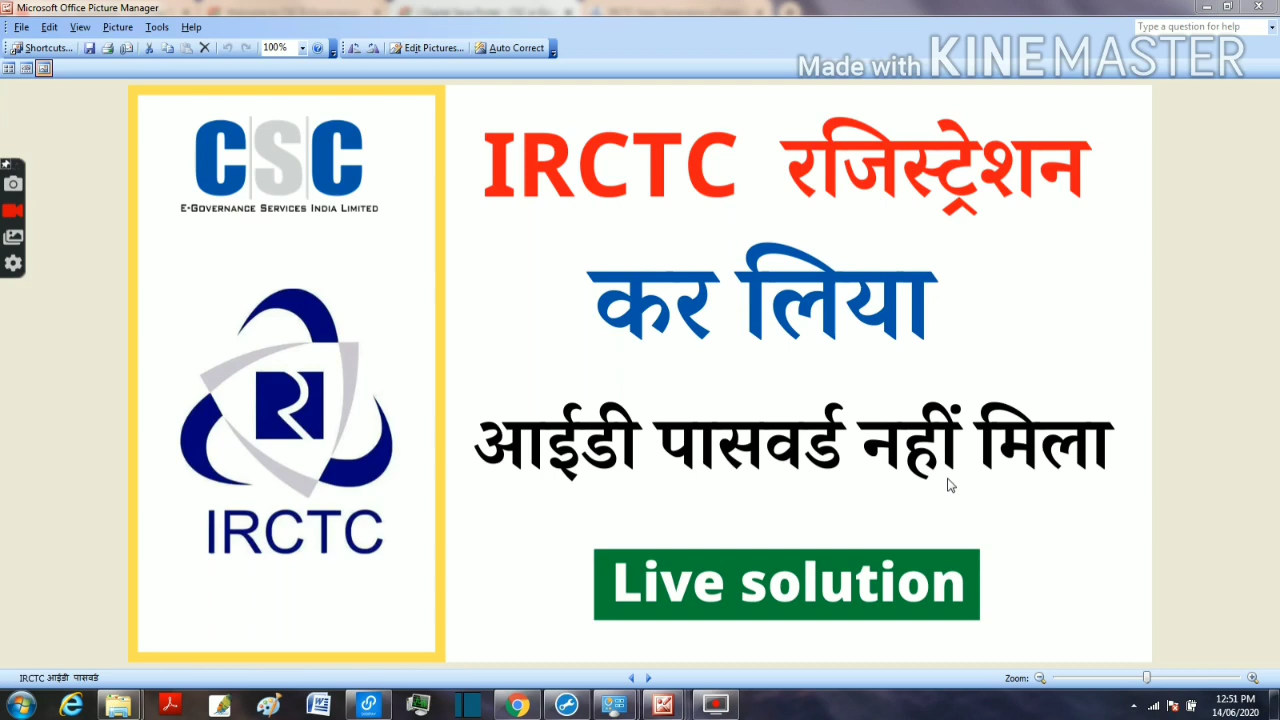 Microsoft Office Picture Manager
File Edit View Picture Tools Help
Type a question for help
Shortcuts... 100% Edit Pictures... Auto Correct
Made with KINEMASTER
CSC
E-Governance Services India Limited
IRCTC रजिस्ट्रेशन
कर लिया
आईडी पासवर्ड नहीं मिला
IRCTC
Live solution
IRCTC आईडी पासवर्ड
Zoom:
12:51 PM
14/06/2020